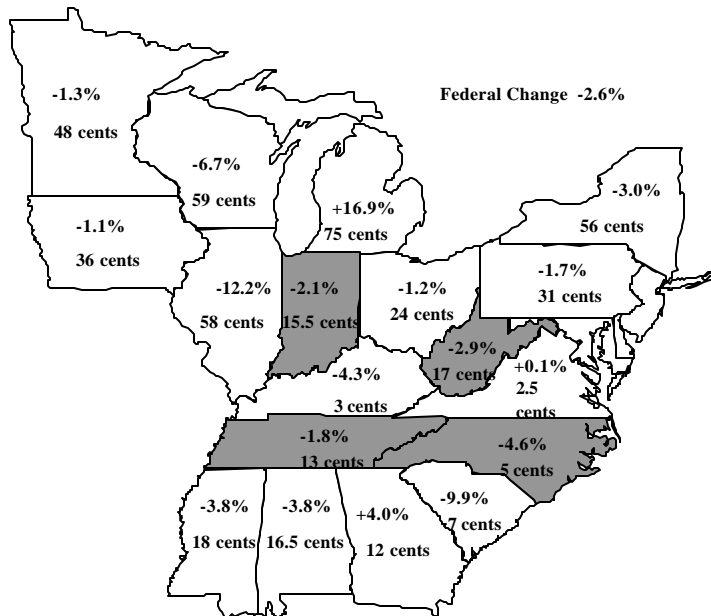 -1.3%
48 cents
Federal Change -2.6%
-6.7%
59 cents
+16.9%
75 cents
-3.0%
56 cents
-1.1%
36 cents
-12.2%
58 cents
-2.1%
15.5 cents
-1.2%
24 cents
-1.7%
31 cents
-2.9%
17 cents
+0.1%
2.5
cents
-4.3%
3 cents
-1.8%
13 cents
-4.6%
5 cents
-3.8%
18 cents
-3.8%
16.5 cents
+4.0%
12 cents
-9.9%
7 cents